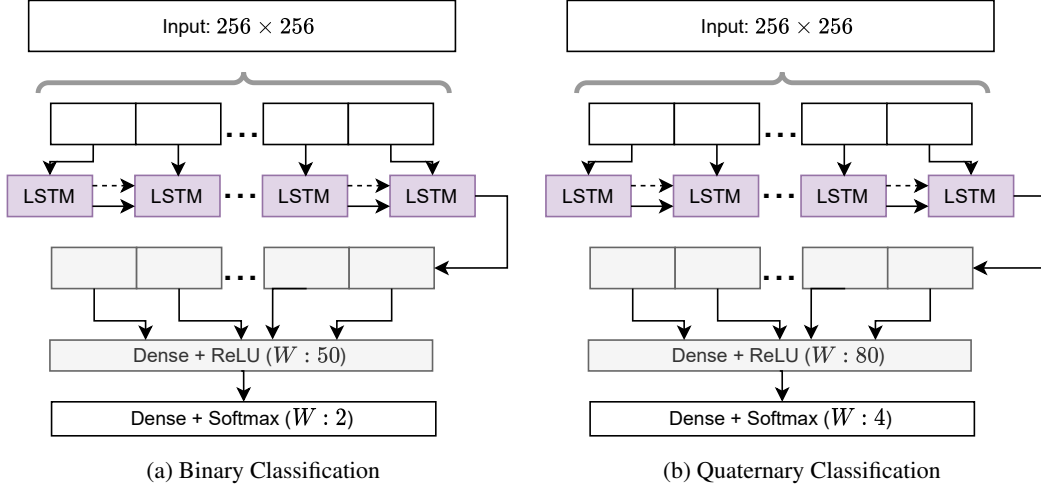 Input: 256 × 256
...
LSTM LSTM ... LSTM LSTM
...
Dense + ReLU (W : 50)
Dense + Softmax (W : 2)
(a) Binary Classification
Input: 256 × 256
...
LSTM LSTM ... LSTM LSTM
...
Dense + ReLU (W : 80)
Dense + Softmax (W : 4)
(b) Quaternary Classification